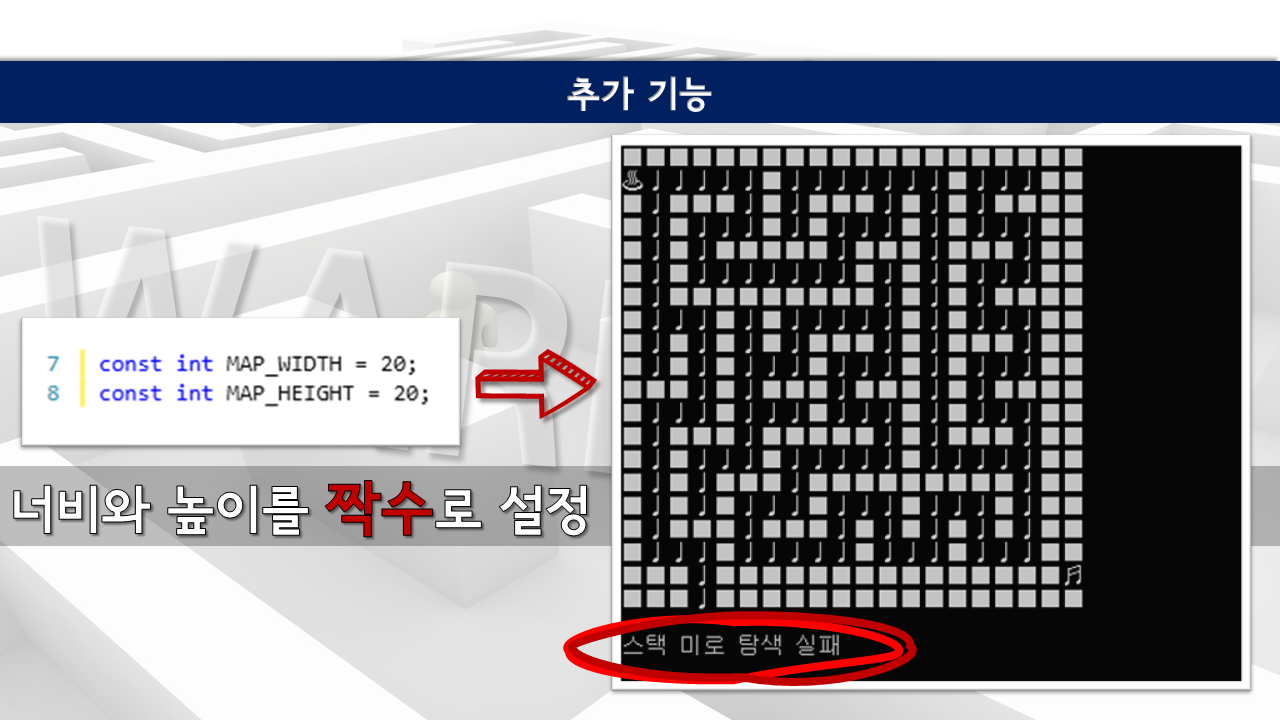 추가 기능
7 const int MAP_WIDTH = 20;
8 const int MAP_HEIGHT = 20;
너비와 높이를 짝수로 설정
스택 미로 탐색 실패